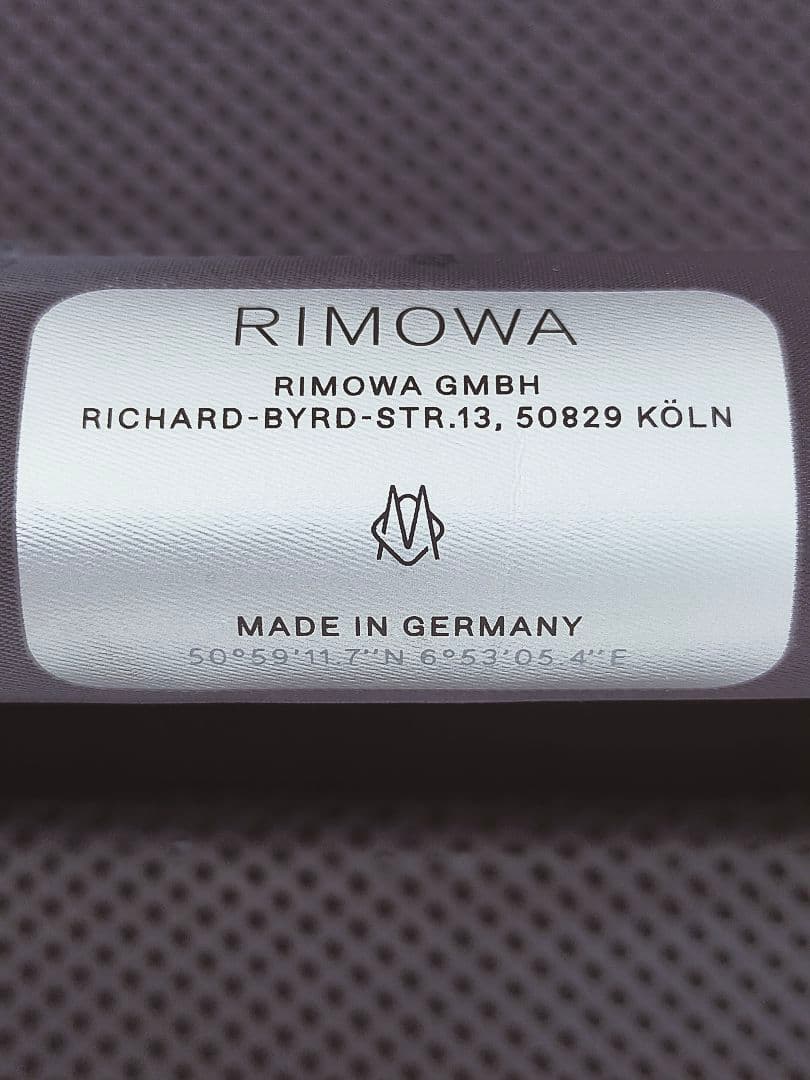 RIMOWA
RIMOWA GMBH
RICHARD-BYRD-STR.13, 50829 KÖLN
MADE IN GERMANY
50°59'11.7''N 6°53'05.4''E